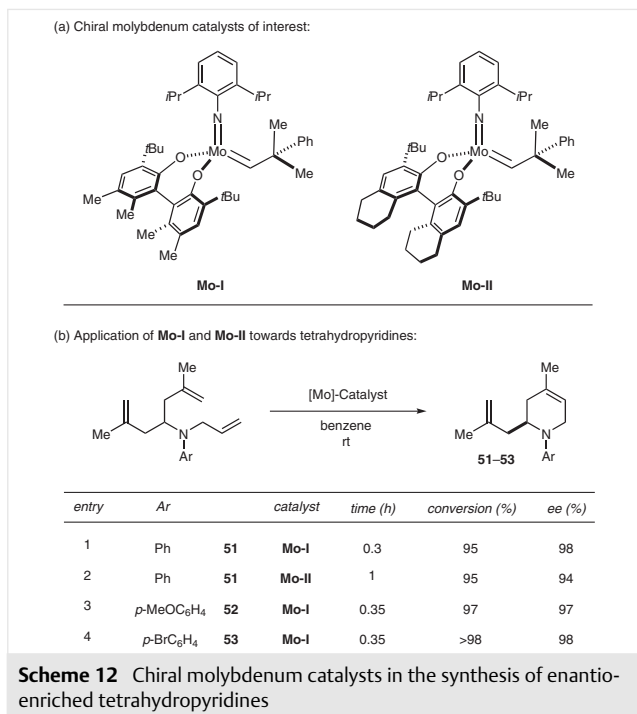 (a) Chiral molybdenum catalysts of interest:
iPr
iPr
N
Me
Ph
tBu
O
Mo
Me
O
tBu
Me
Me
Me
Me
Mo-I
iPr
iPr
N
Me
Ph
tBu
O
Mo
Me
O
tBu
Mo-II
(b) Application of Mo-I and Mo-II towards tetrahydropyridines:
Me
Me
N
Ar
[Mo]-Catalyst
benzene
rt
Me
Me
N
Ar
51–53
entry Ar catalyst time (h) conversion (%) ee (%)
1 Ph 51 Mo-I 0.3 95 98
2 Ph 51 Mo-II 1 95 94
3 p-MeOC6H4 52 Mo-I 0.35 97 97
4 p-BrC6H4 53 Mo-I 0.35 >98 98
Scheme 12 Chiral molybdenum catalysts in the synthesis of enantio-
enriched tetrahydropyridines